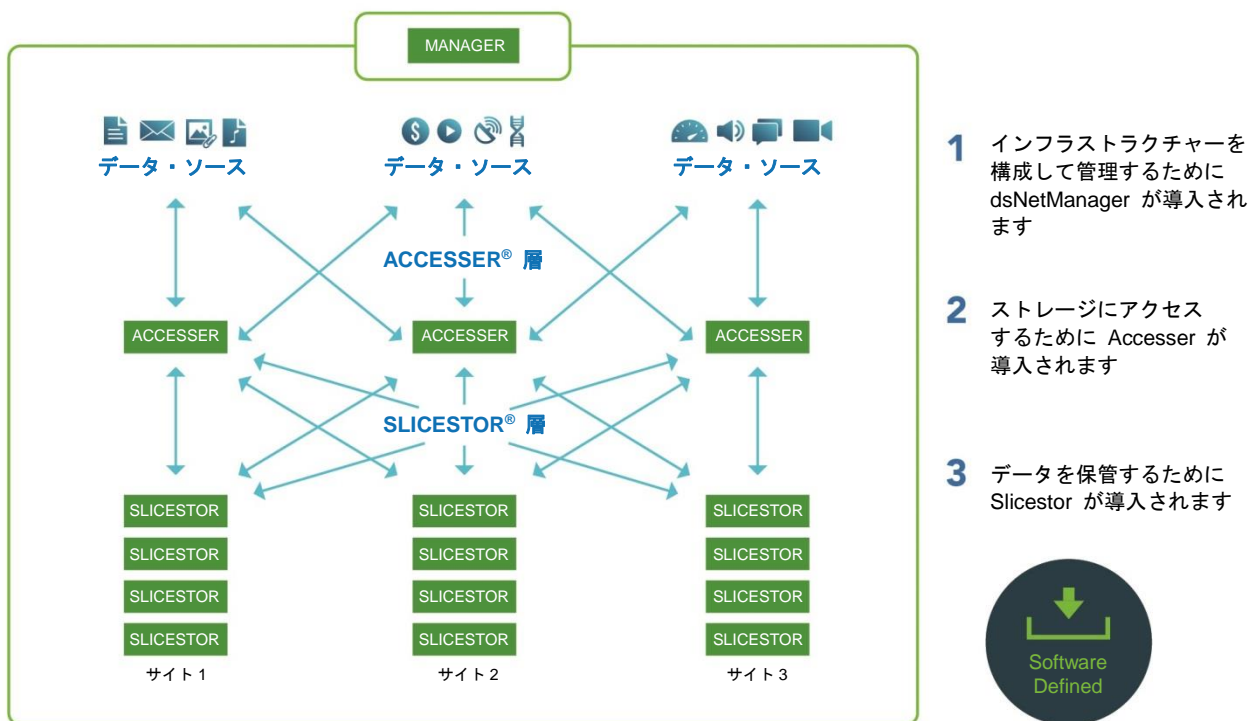 MANAGER
データ・ソース
データ・ソース
データ・ソース
ACCESSER® 層
ACCESSER
ACCESSER
ACCESSER
SLICESTOR® 層
SLICESTOR
SLICESTOR
SLICESTOR
SLICESTOR
SLICESTOR
SLICESTOR
SLICESTOR
SLICESTOR
SLICESTOR
SLICESTOR
SLICESTOR
SLICESTOR
サイト 1
サイト 2
サイト 3
1
インフラストラクチャーを
構成して管理するために
dsNetManager が導入され
ます
2
ストレージにアクセス
するために Accesser が
導入されます
3
データを保管するために
Slicestor が導入されます
Software
Defined